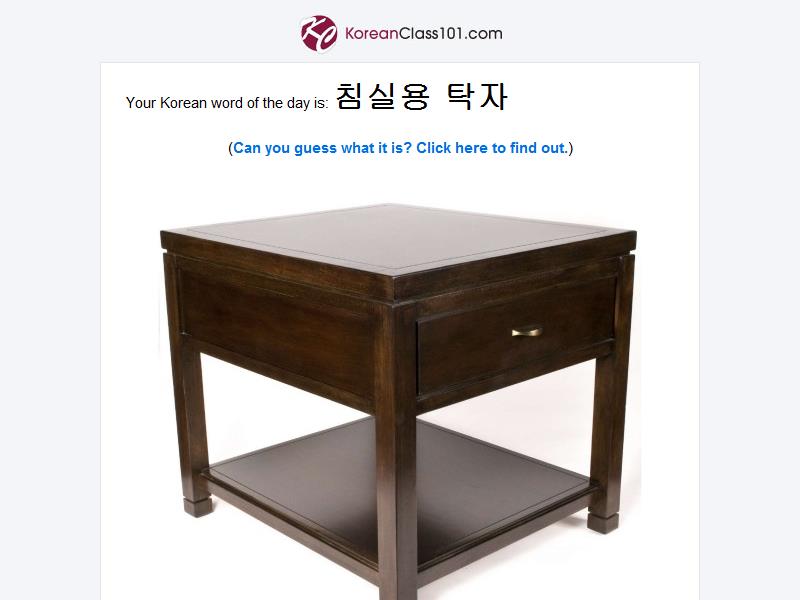 KoreanClass101.com
Your Korean word of the day is: 침실용 탁자
(Can you guess what it is? Click here to find out.)